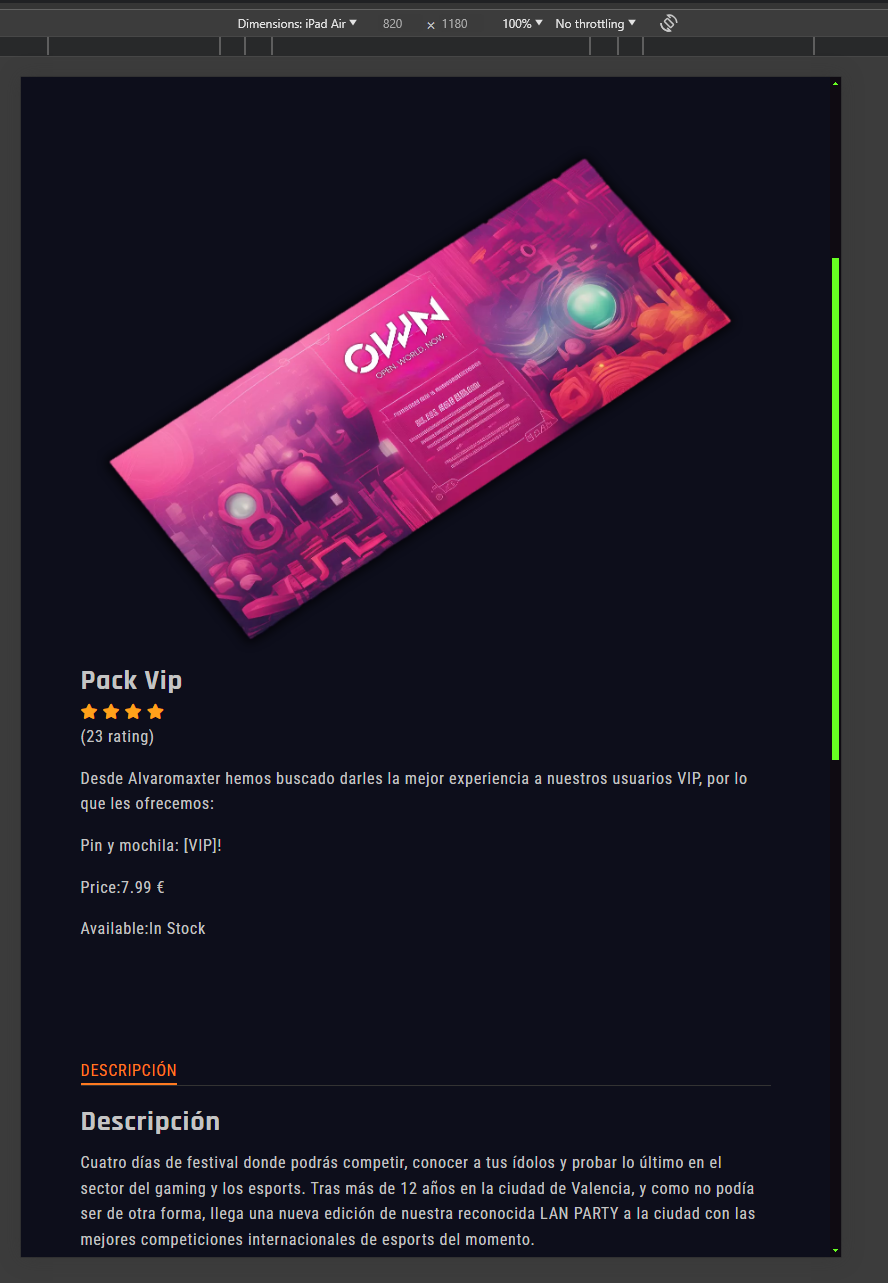 Dimensions: iPad Air 820 × 1180 100% No throttling
OWN
OPEN. WORLD. NOW
Pack Vip
(23 rating)
Desde Alvaromaxter hemos buscado darles la mejor experiencia a nuestros usuarios VIP, por lo
que les ofrecemos:
Pin y mochila: [VIP]!
Price:7.99 €
Available:In Stock
DESCRIPCIÓN
Descripción
Cuatro días de festival donde podrás competir, conocer a tus ídolos y probar lo último en el
sector del gaming y los esports. Tras más de 12 años en la ciudad de Valencia, y como no podía
ser de otra forma, llega una nueva edición de nuestra reconocida LAN PARTY a la ciudad con las
mejores competiciones internacionales de esports del momento.